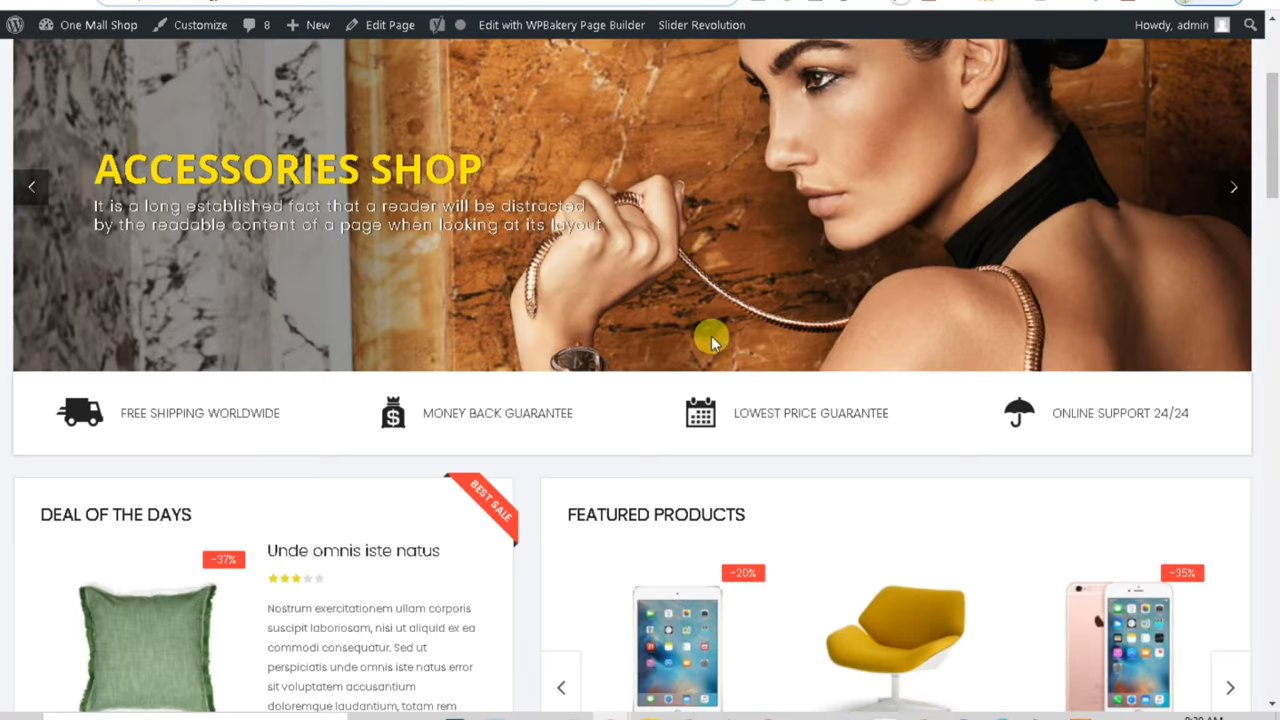 One Mall Shop Customize 8 New Edit Page Edit with WPBakery Page Builder Slider Revolution Howdy, admin
ACCESSORIES SHOP
It is a long established fact that a reader will be distracted
by the readable content of a page when looking at its layout.
FREE SHIPPING WORLDWIDE MONEY BACK GUARANTEE LOWEST PRICE GUARANTEE ONLINE SUPPORT 24/24
BEST SALE
DEAL OF THE DAYS
-37%
Unde omnis iste natus
Nostrum exercitationem ullam corporis
suscipit laboriosam, nisi ut aliquid ex ea
commodi consequatur. Sed ut
perspiciatis unde omnis iste natus error
sit voluptatem accusantium
doloremque laudantium, totam rem
FEATURED PRODUCTS
-20%
-35%